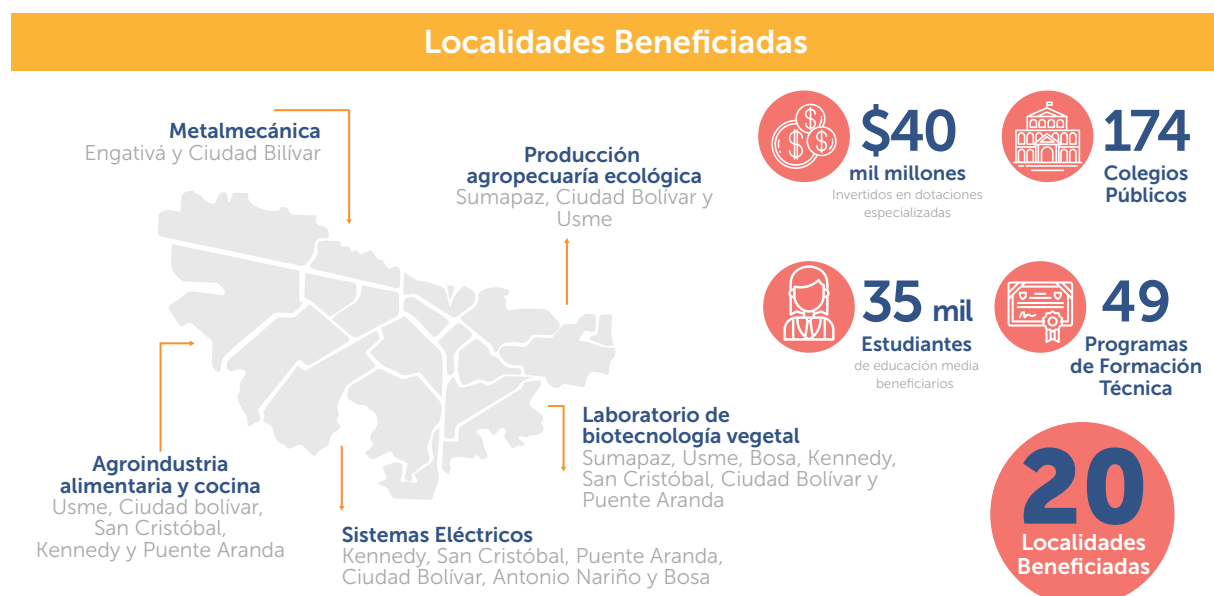 Localidades Beneficiadas
Metalmecánica
Engativá y Ciudad Bilívar
Producción
agropecuaría ecológica
Sumapaz, Ciudad Bolívar y
Usme
Agroindustria
alimentaria y cocina
Usme, Ciudad bolívar,
San Cristóbal,
Kennedy y Puente Aranda
Sistemas Eléctricos
Kennedy, San Cristóbal, Puente Aranda,
Ciudad Bolívar, Antonio Nariño y Bosa
Laboratorio de
biotecnología vegetal
Sumapaz, Usme, Bosa, Kennedy,
San Cristóbal, Ciudad Bolívar y
Puente Aranda
$40
mil millones
Invertidos en dotaciones
especializadas
174
Colegios
Públicos
35 mil
Estudiantes
de educación media
beneficiarios
49
Programas
de Formación
Técnica
20
Localidades
Beneficiadas